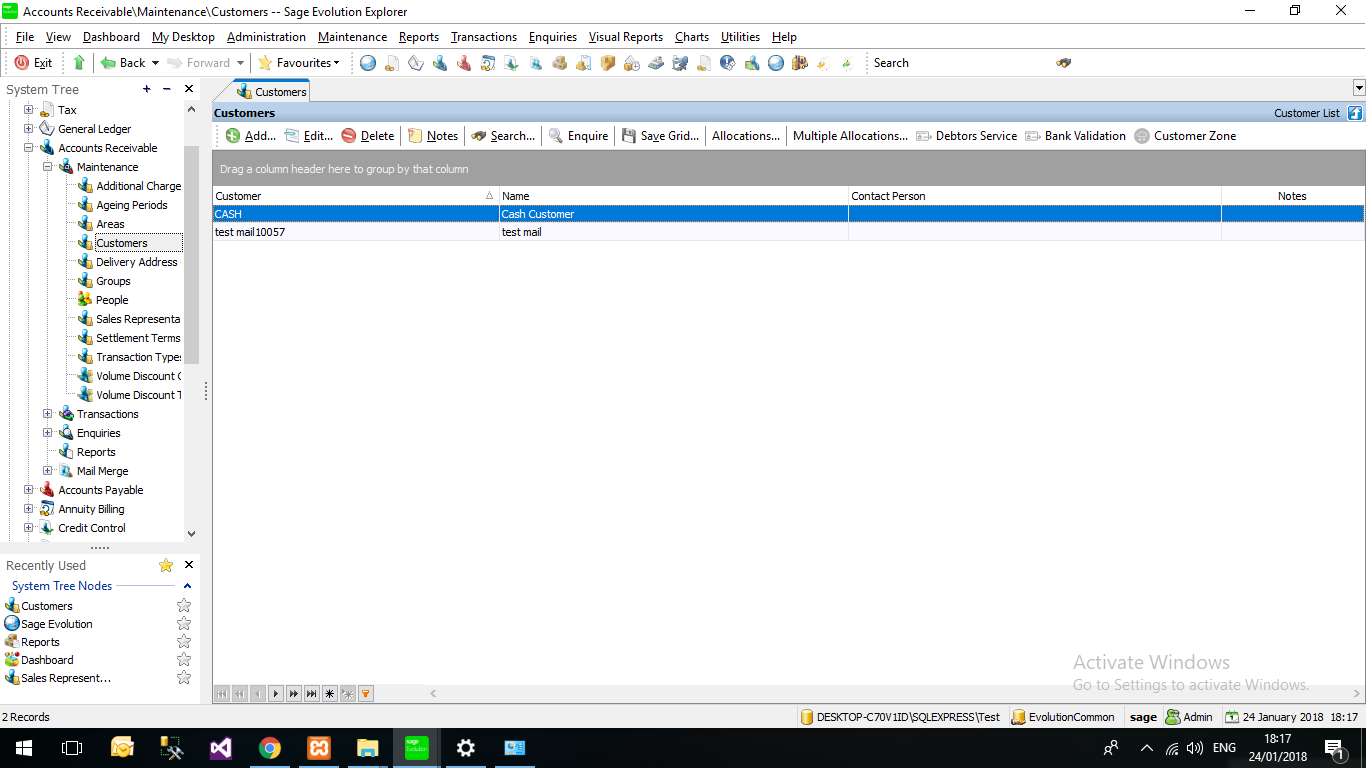 Accounts Receivable\Maintenance\Customers -- Sage Evolution Explorer
File View Dashboard My Desktop Administration Maintenance Reports Transactions Enquiries Visual Reports Charts Utilities Help
Exit Back Forward Favourites Search
System Tree
Customers
Customers Customer List
Add... Edit... Delete Notes Search... Enquire Save Grid... Allocations... Multiple Allocations... Debtors Service Bank Validation Customer Zone
Drag a column header here to group by that column
Customer Name Contact Person Notes
CASH Cash Customer
test mail10057 test mail
Tax
General Ledger
Accounts Receivable
Maintenance
Additional Charge
Ageing Periods
Areas
Customers
Delivery Address
Groups
People
Sales Representa
Settlement Terms
Transaction Type
Volume Discount
Volume Discount
Transactions
Enquiries
Reports
Mail Merge
Accounts Payable
Annuity Billing
Credit Control
Recently Used
System Tree Nodes
Customers
Sage Evolution
Reports
Dashboard
Sales Represent...
Activate Windows
Go to Settings to activate Windows.
2 Records DESKTOP-C70V1ID\SQLEXPRESS\Test EvolutionCommon sage Admin 24 January 2018 18:17
sage
Evolution
ENG
18:17
24/01/2018
1